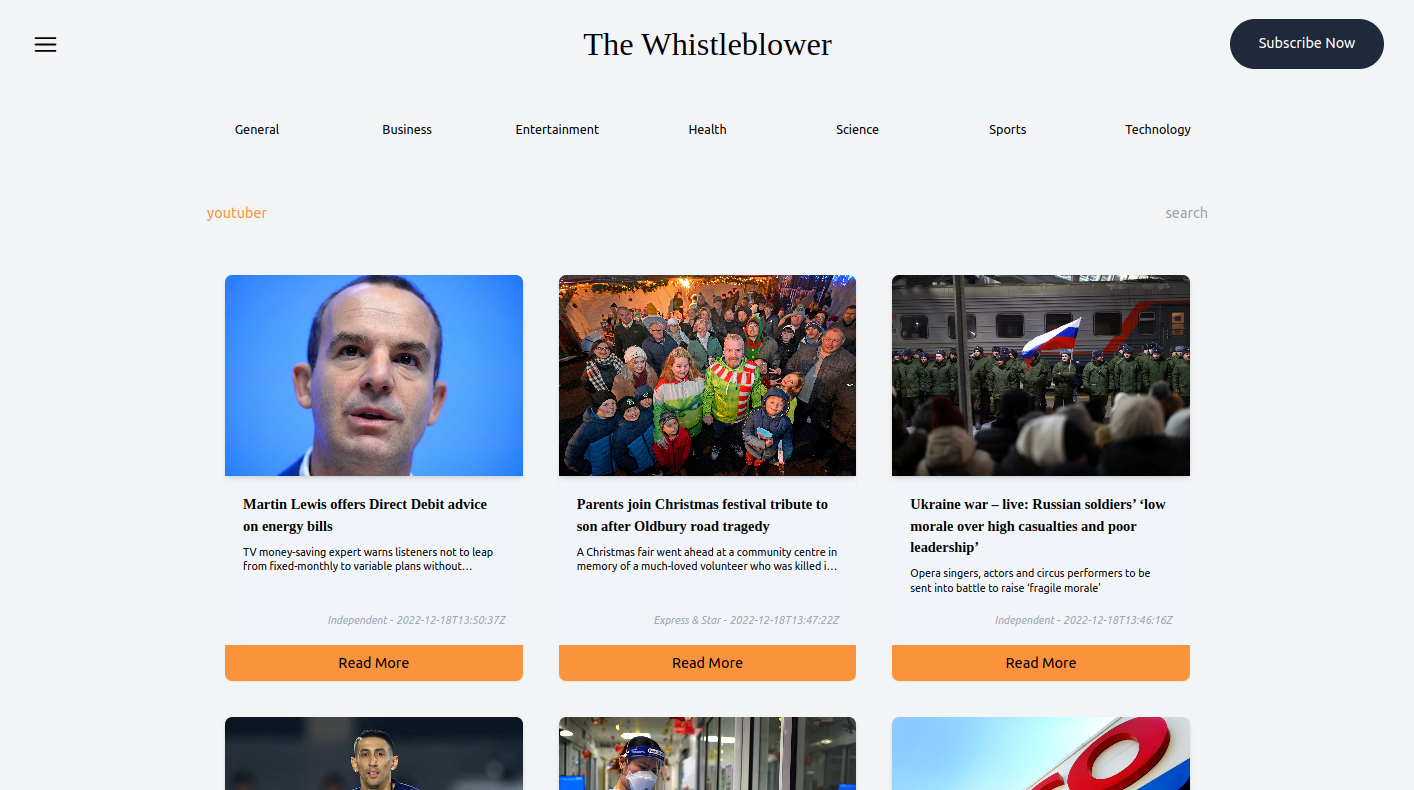 The Whistleblower
Subscribe Now
General
Business
Entertainment
Health
Science
Sports
Technology
youtuber
search
Martin Lewis offers Direct Debit advice
on energy bills
TV money-saving expert warns listeners not to leap
from fixed-monthly to variable plans without…
Independent - 2022-12-18T13:50:37Z
Read More
Parents join Christmas festival tribute to
son after Oldbury road tragedy
A Christmas fair went ahead at a community centre in
memory of a much-loved volunteer who was killed i…
Express & Star - 2022-12-18T13:47:22Z
Read More
Ukraine war – live: Russian soldiers’ ‘low
morale over high casualties and poor
leadership’
Opera singers, actors and circus performers to be
sent into battle to raise ‘fragile morale’
Independent - 2022-12-18T13:46:16Z
Read More